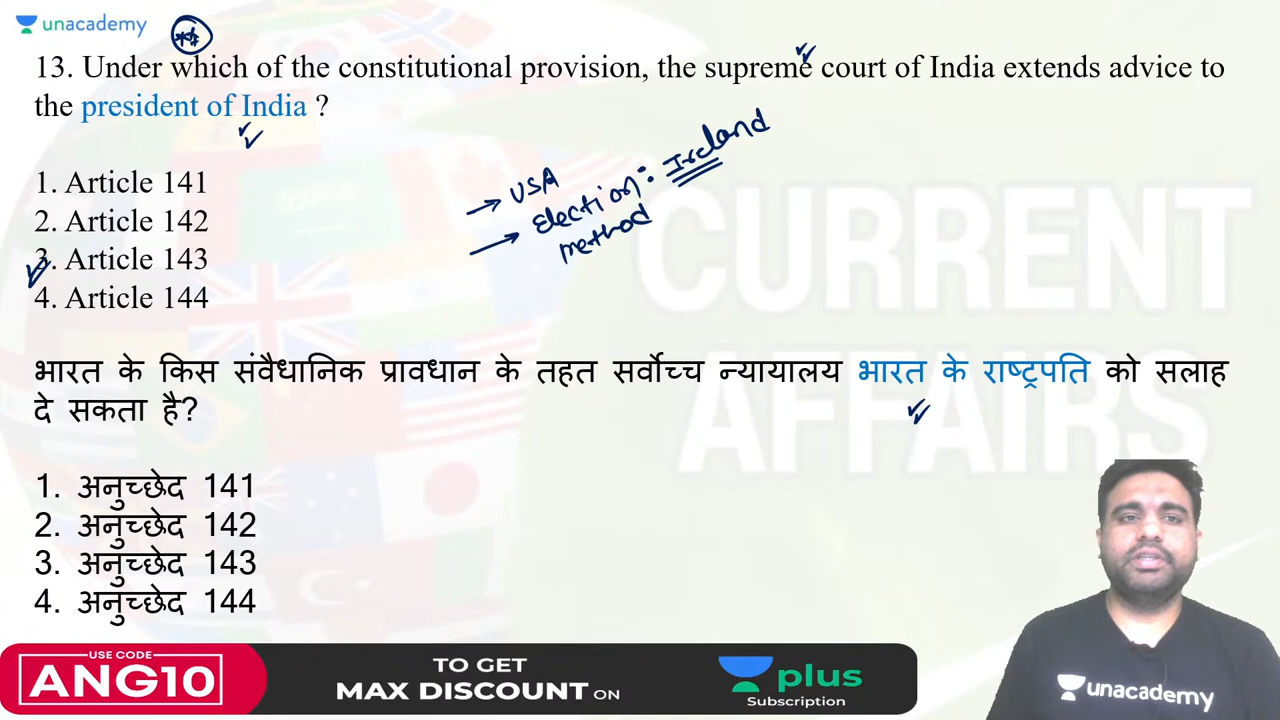 unacademy
13. Under which of the constitutional provision, the supreme court of India extends advice to
the president of India ?
1. Article 141
2. Article 142
3. Article 143
4. Article 144
→ USA
→ Election : Ireland
method
भारत के किस संवैधानिक प्रावधान के तहत सर्वोच्च न्यायालय भारत के राष्ट्रपति को सलाह
दे सकता है?
1. अनुच्छेद 141
2. अनुच्छेद 142
3. अनुच्छेद 143
4. अनुच्छेद 144
CURRENT
AFFAIRS
unacademy
USE CODE
ANG10
TO GET
MAX DISCOUNT ON
plus
Subscription